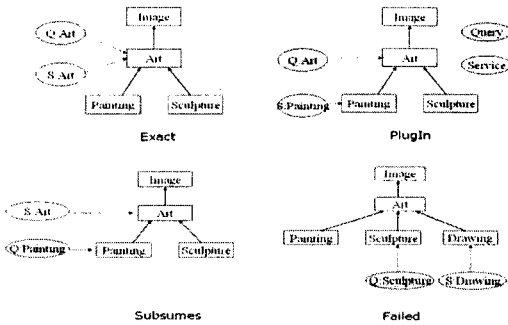 Image
Q Art
Art
S Art
Painting
Sculpture
Exact
Image
Query
Q Art
Art
Service
S Painting
Painting
Sculpture
PlugIn
Image
S Art
Art
Q Painting
Painting
Sculpture
Subsumes
Image
Art
Painting
Sculpture
Drawing
Q Sculpture
S Drawing
Failed